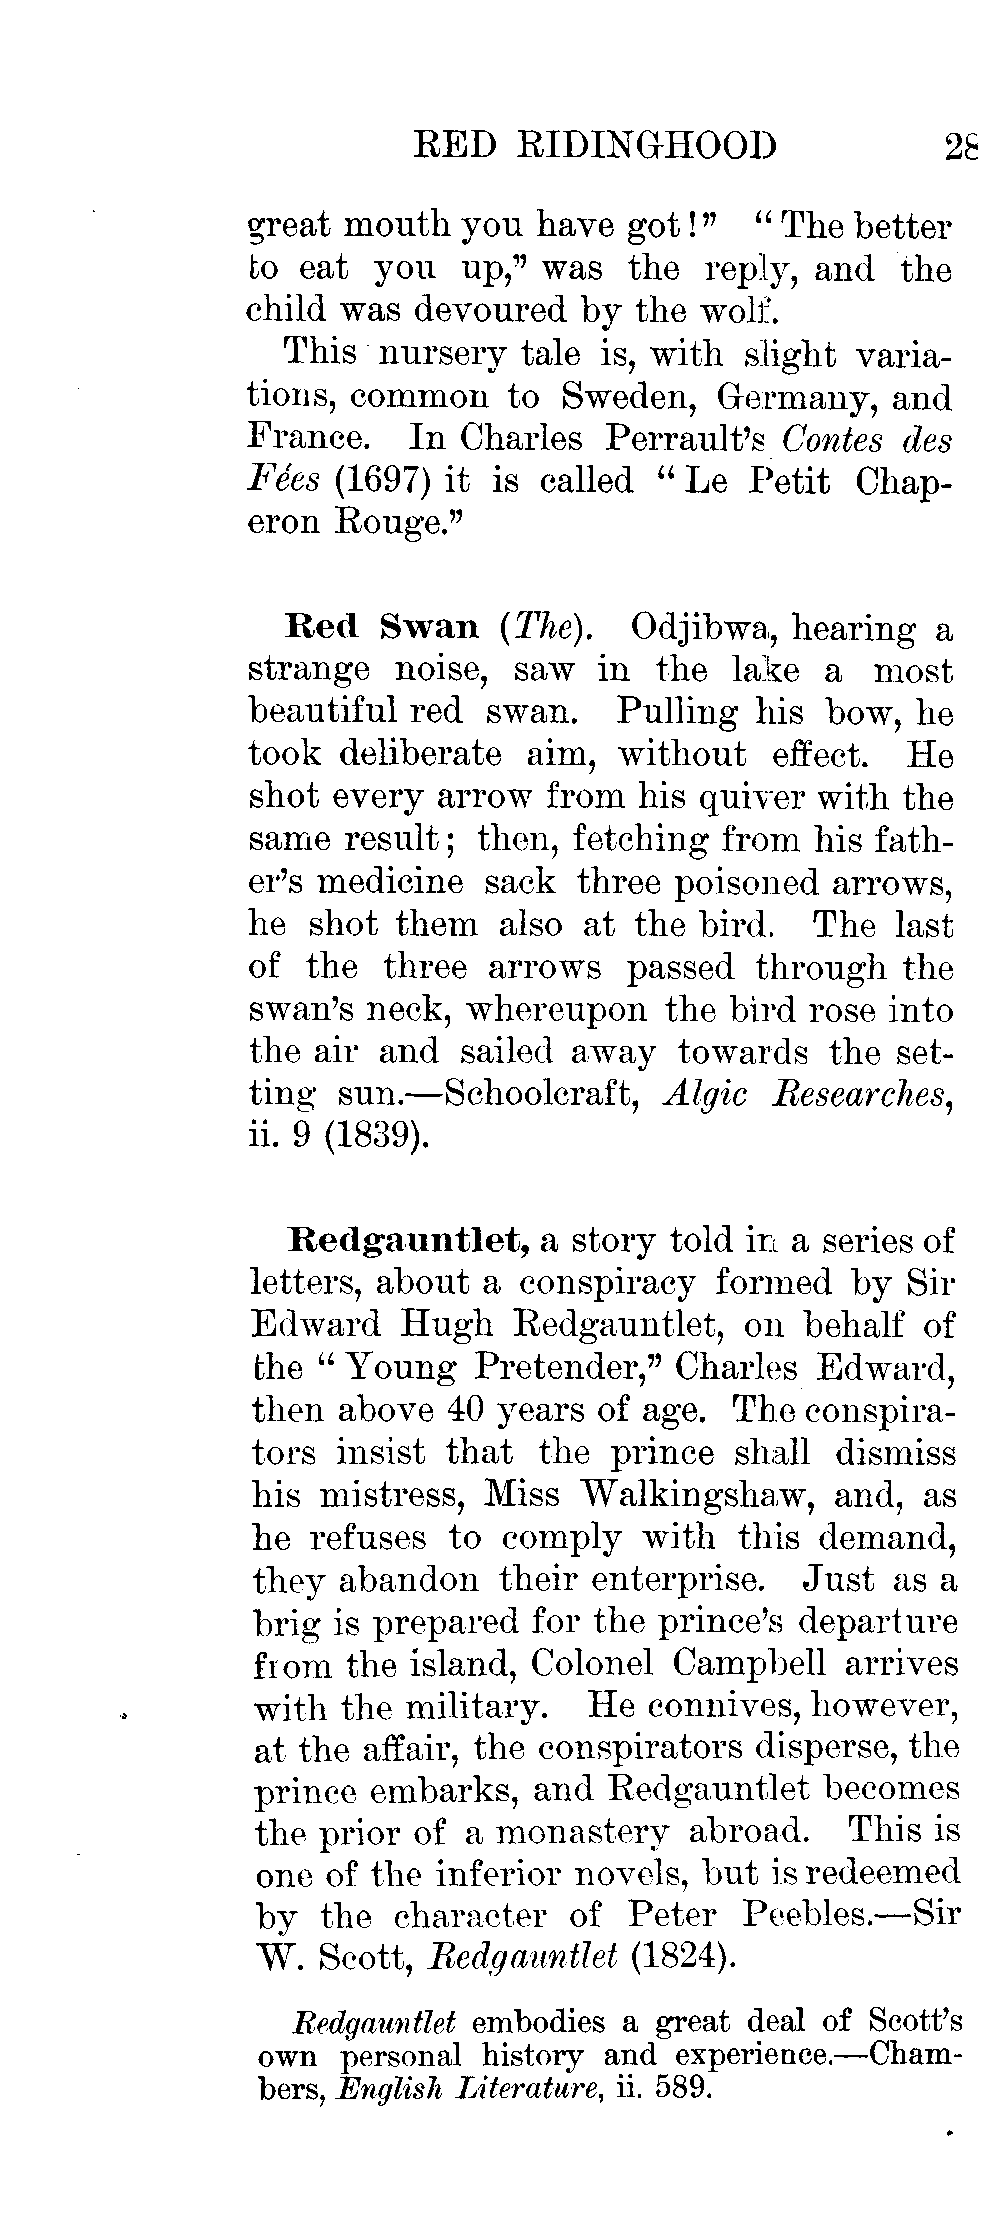 RED RIDINGHOOD 28
great mouth you have got!” “The better
to eat you up,” was the reply, and the
child was devoured by the wolf.
This nursery tale is, with slight varia-
tions, common to Sweden, Germany, and
France. In Charles Perrault’s Contes des
Fées (1697) it is called “Le Petit Chap-
eron Rouge.”
Red Swan (The). Odjibwa, hearing a
strange noise, saw in the lake a most
beautiful red swan. Pulling his bow, he
took deliberate aim, without effect. He
shot every arrow from his quiver with the
same result; then, fetching from his fath-
er’s medicine sack three poisoned arrows,
he shot them also at the bird. The last
of the three arrows passed through the
swan’s neck, whereupon the bird rose into
the air and sailed away towards the set-
ting sun.—Schoolcraft, Algic Researches,
ii. 9 (1839).
Redgauntlet, a story told in a series of
letters, about a conspiracy formed by Sir
Edward Hugh Redgauntlet, on behalf of
the “Young Pretender,” Charles Edward,
then above 40 years of age. The conspira-
tors insist that the prince shall dismiss
his mistress, Miss Walkingshaw, and, as
he refuses to comply with this demand,
they abandon their enterprise. Just as a
brig is prepared for the prince’s departure
from the island, Colonel Campbell arrives
with the military. He connives, however,
at the affair, the conspirators disperse, the
prince embarks, and Redgauntlet becomes
the prior of a monastery abroad. This is
one of the inferior novels, but is redeemed
by the character of Peter Peebles.—Sir
W. Scott, Redgauntlet (1824).
Redgauntlet embodies a great deal of Scott’s
own personal history and experience.—Cham-
bers, English Literature, ii. 589.